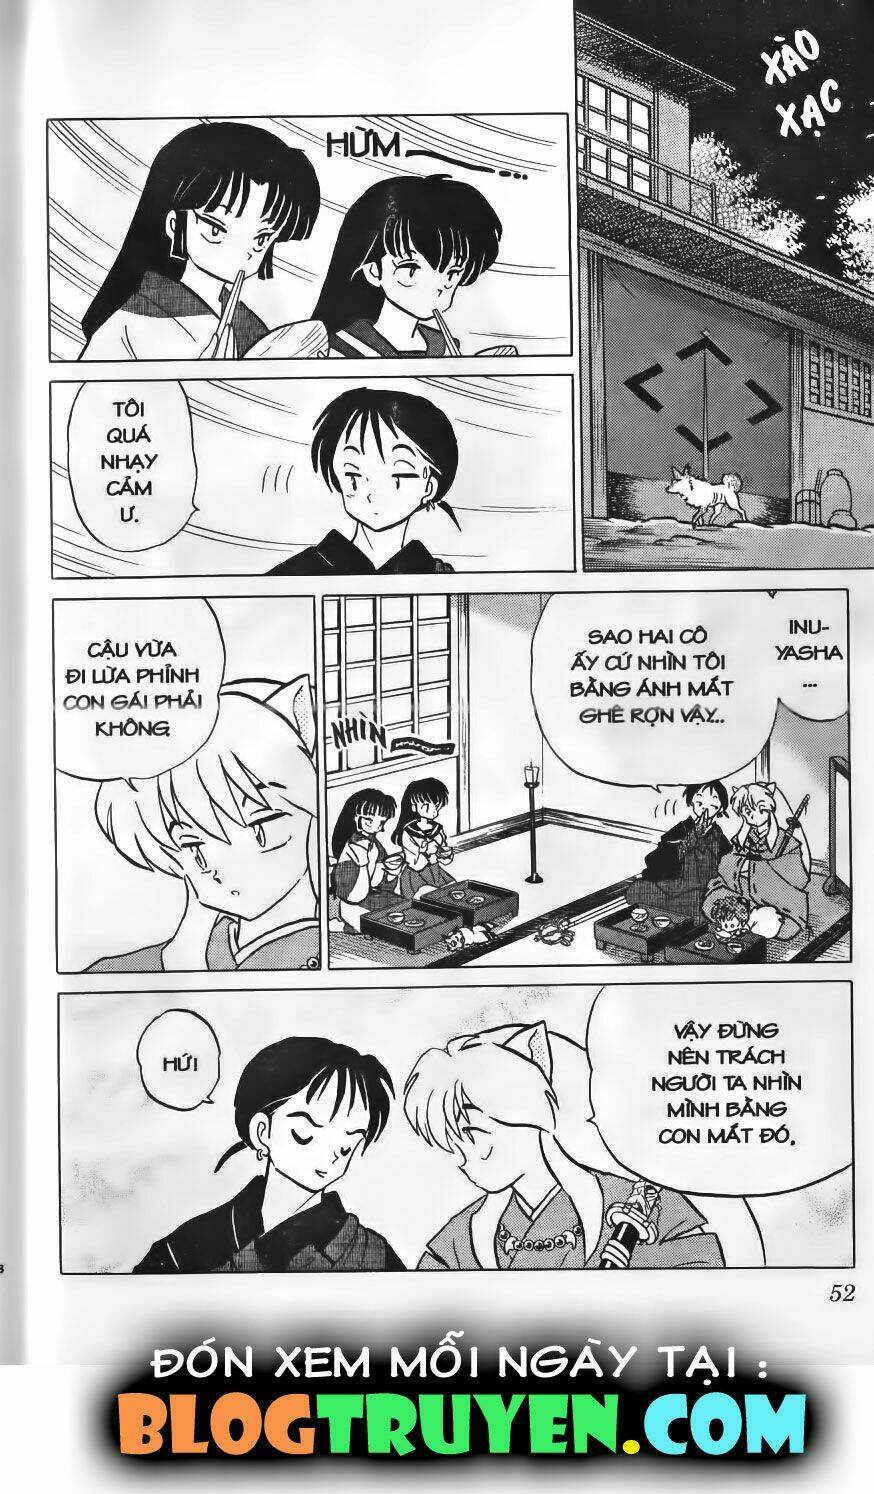 XÀO
XẠC
HỪM
TÔI
QUÁ
NHẠY
CẢM
Ư.
INU-
YASHA
...
SAO HAI CÔ
ẤY CỨ NHÌN TÔI
BẰNG ÁNH MẮT
GHÊ RỢN VẬY...
NHÌN
CẬU VỪA
ĐI LỪA PHỈNH
CON GÁI PHẢI
KHÔNG.
VẬY ĐỪNG
NÊN TRÁCH
NGƯỜI TA NHÌN
MÌNH BẰNG
CON MẮT ĐÓ.
HỨ!
52
ĐÓN XEM MỖI NGÀY TẠI :
BLOGTRUYEN.COM